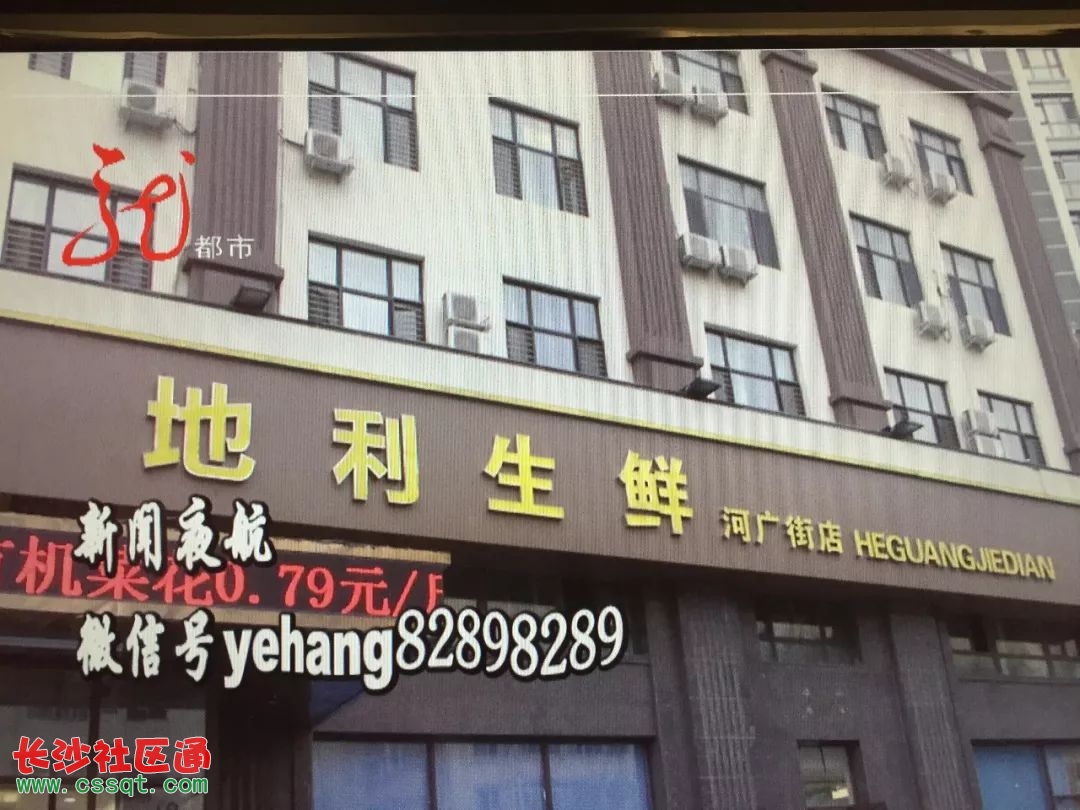 都市
地利生鲜
河广街店 HEGUANGJIEDIAN
新闻夜航
机菜花0.79元/
微信号yehang82898289
长沙社区通
www.cssqt.com